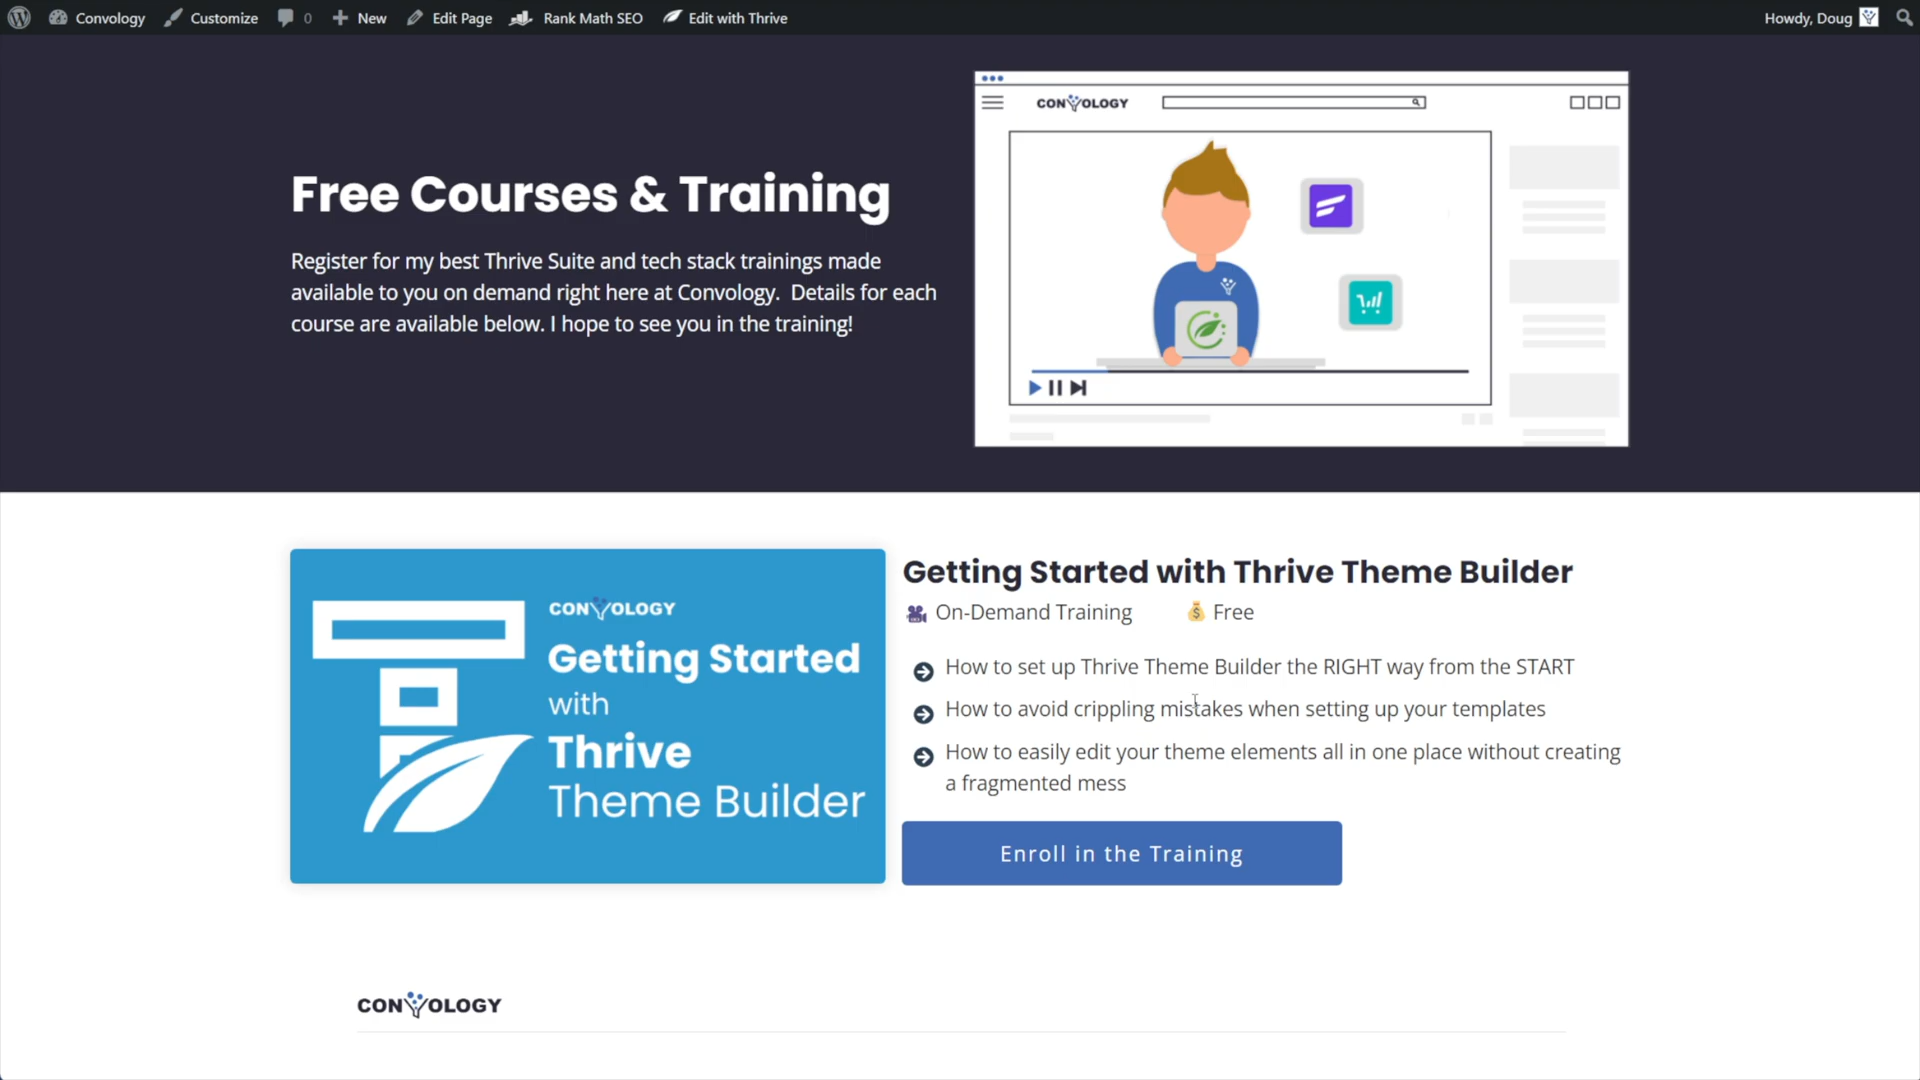 Convology Customize 0 New Edit Page Rank Math SEO Edit with Thrive Howdy, Doug
CONVOLOGY
Free Courses & Training
Register for my best Thrive Suite and tech stack trainings made
available to you on demand right here at Convology.  Details for each
course are available below. I hope to see you in the training!
CONVOLOGY
Getting Started
with
Thrive
Theme Builder
Getting Started with Thrive Theme Builder
On-Demand Training Free
How to set up Thrive Theme Builder the RIGHT way from the START
How to avoid crippling mistakes when setting up your templates
How to easily edit your theme elements all in one place without creating
a fragmented mess
Enroll in the Training
CONVOLOGY